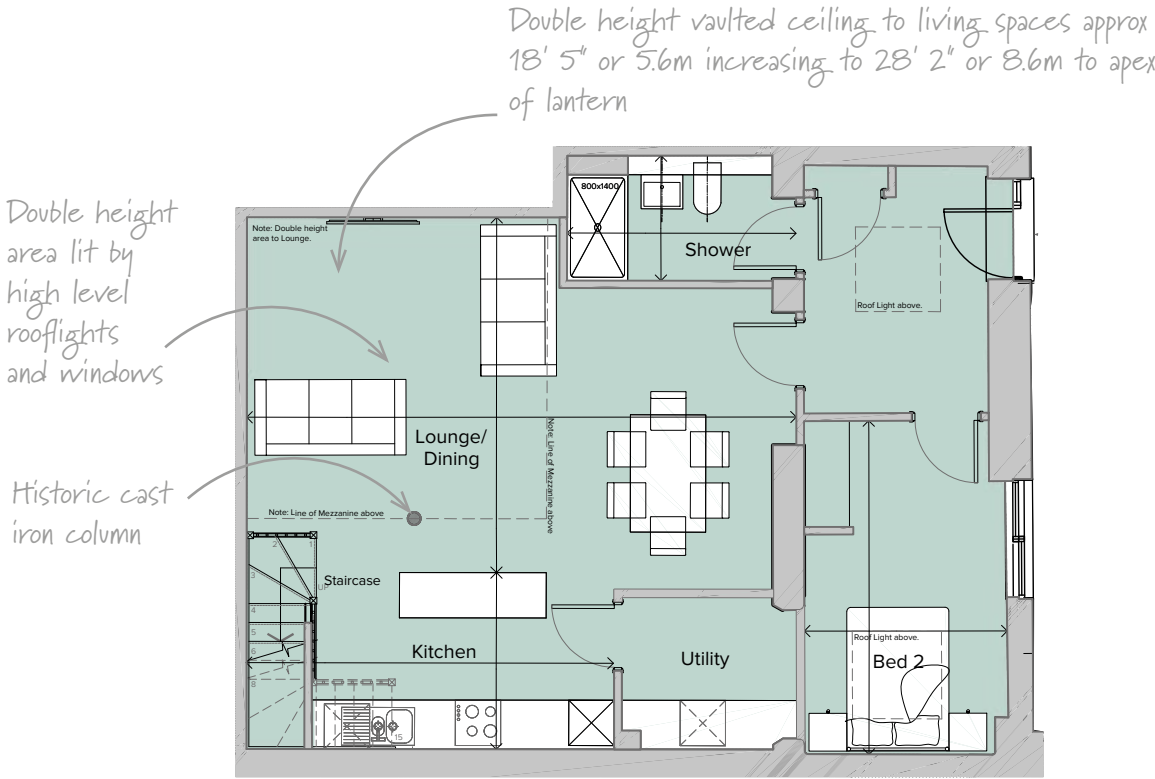 Double height vaulted ceiling to living spaces approx
18' 5" or 5.6m increasing to 28' 2" or 8.6m to apex
of lantern
Double height
area lit by
high level
rooflights
and windows
Historic cast
iron column
Note: Double height
area to Lounge.
800x1400
Shower
Roof Light above.
Lounge/
Dining
Note: Line of Mezzanine above
Note: Line of Mezzanine above
Staircase
UP
1
2
3
4
5
6
8
15
Kitchen
Utility
Roof Light above.
Bed 2